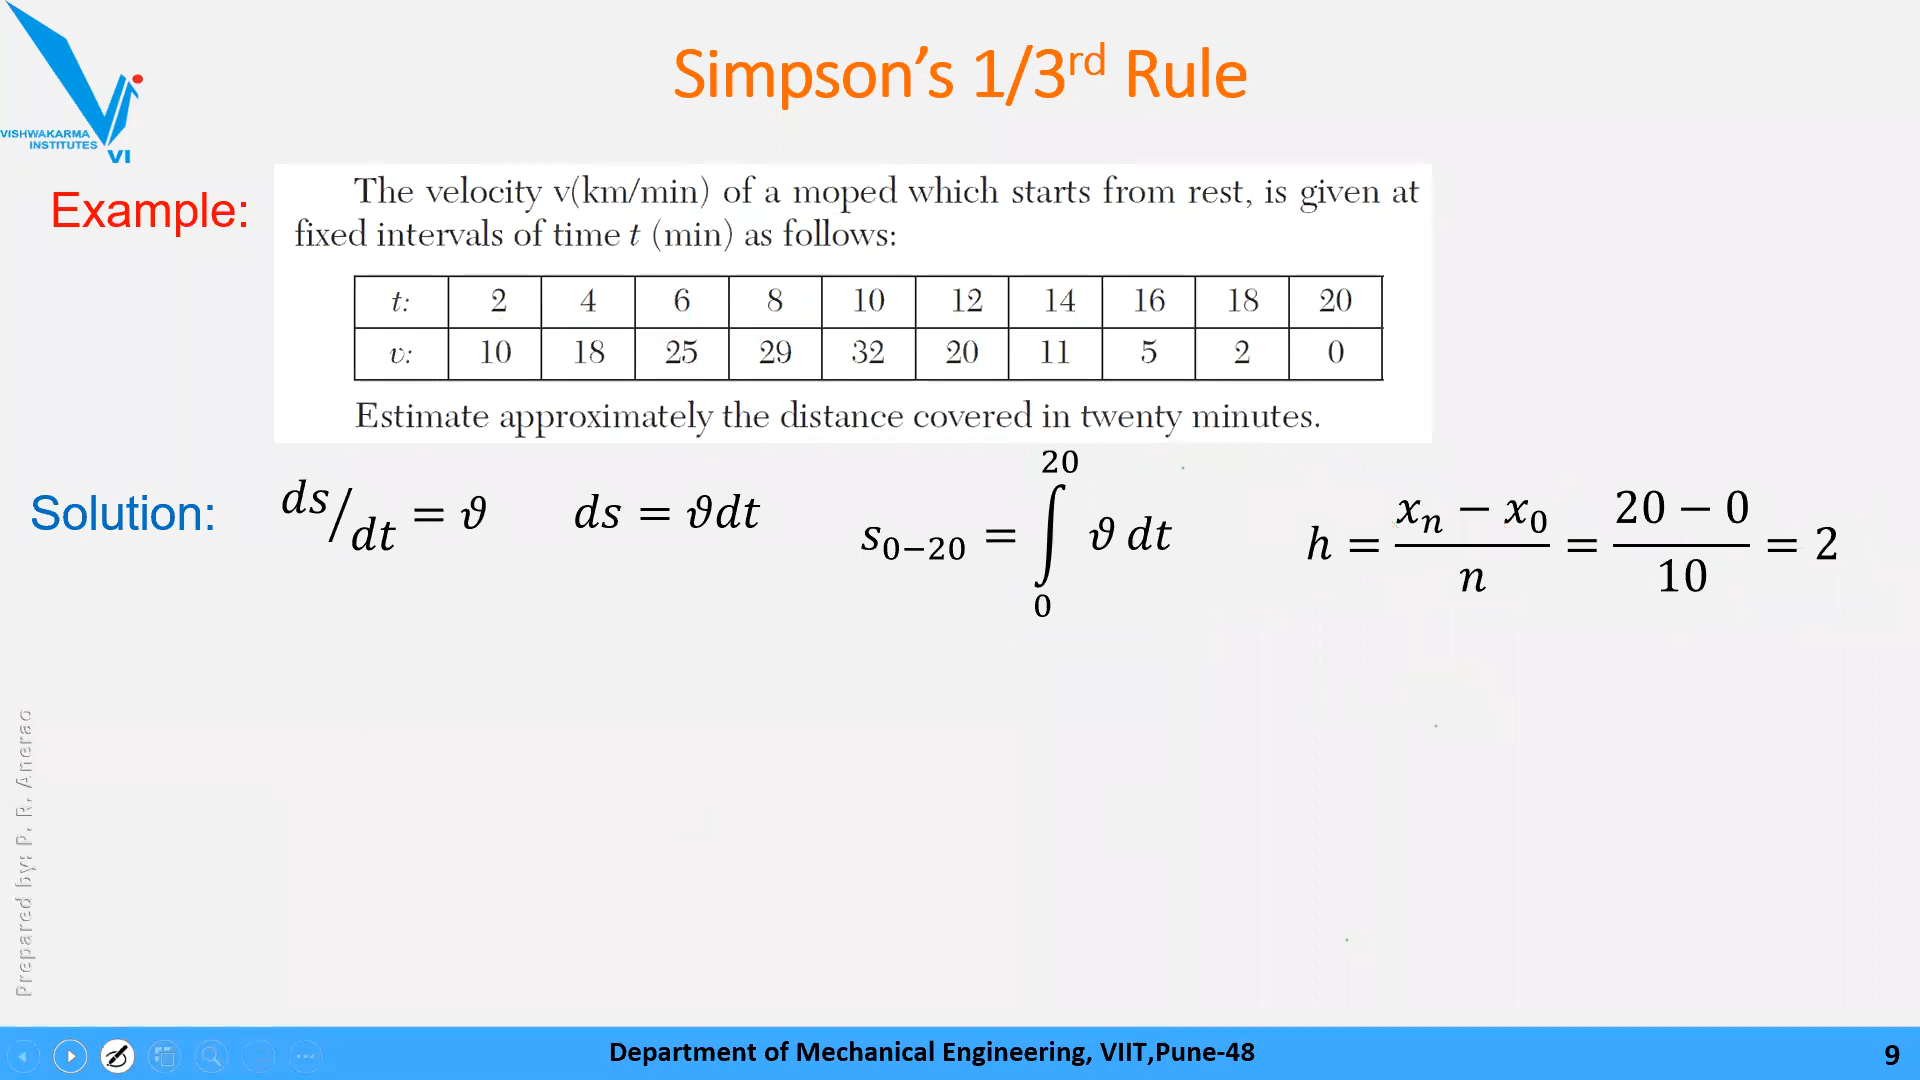 Simpson’s 1/3rd Rule
VISHWAKARMA
INSTITUTES
VI
Example:
The velocity v(km/min) of a moped which starts from rest, is given at
fixed intervals of time t (min) as follows:
t: 2 4 6 8 10 12 14 16 18 20
v: 10 18 25 29 32 20 11 5 2 0
Estimate approximately the distance covered in twenty minutes.
Solution: ds/dt = ϑ ds = ϑdt s₀₋₂₀ = ∫₀²⁰ ϑ dt h = (xₙ − x₀)/n = (20 − 0)/10 = 2
Prepared by: P. R. Anerao
Department of Mechanical Engineering, VIIT,Pune-48
9